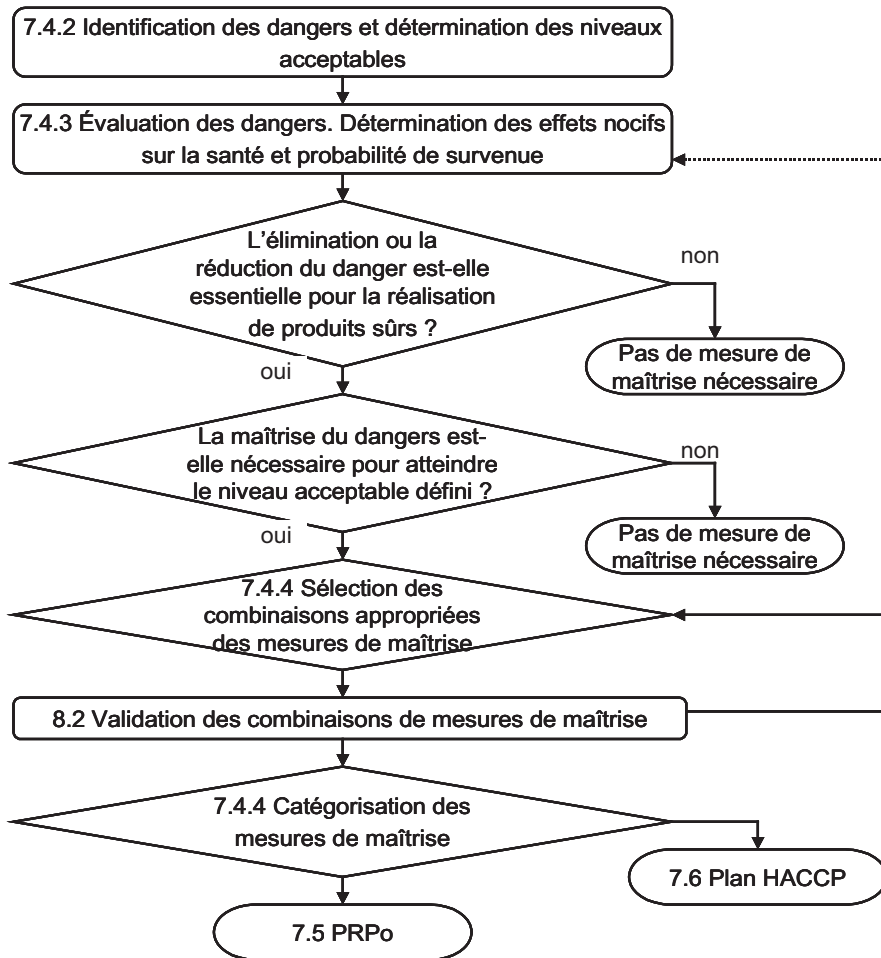 7.4.2 Identification des dangers et détermination des niveaux
acceptables
7.4.3 Évaluation des dangers. Détermination des effets nocifs
sur la santé et probabilité de survenue
L'élimination ou la
réduction du danger est-elle
essentielle pour la réalisation
de produits sûrs ?
non
Pas de mesure de
maîtrise nécessaire
oui
La maîtrise du dangers est-
elle nécessaire pour atteindre
le niveau acceptable défini ?
non
Pas de mesure de
maîtrise nécessaire
oui
7.4.4 Sélection des
combinaisons appropriées
des mesures de maîtrise
8.2 Validation des combinaisons de mesures de maîtrise
7.4.4 Catégorisation des
mesures de maîtrise
7.6 Plan HACCP
7.5 PRPo